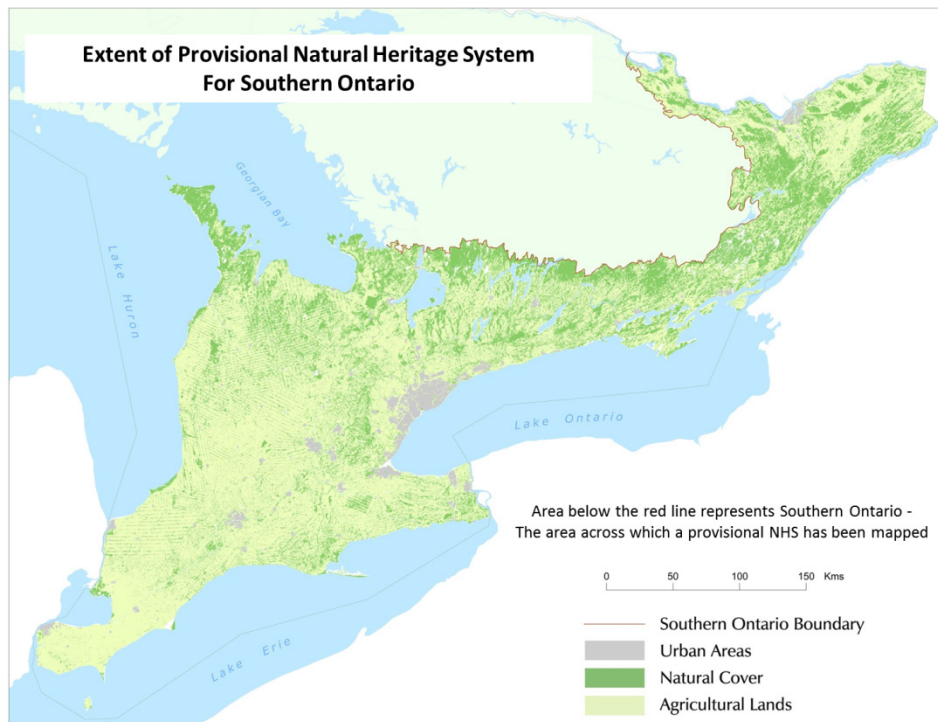 Extent of Provisional Natural Heritage System
For Southern Ontario
Georgian Bay
Lake Huron
Lake Ontario
Area below the red line represents Southern Ontario -
The area across which a provisional NHS has been mapped
0 50 100 150 Kms
Southern Ontario Boundary
Urban Areas
Lake Erie
Natural Cover
Agricultural Lands